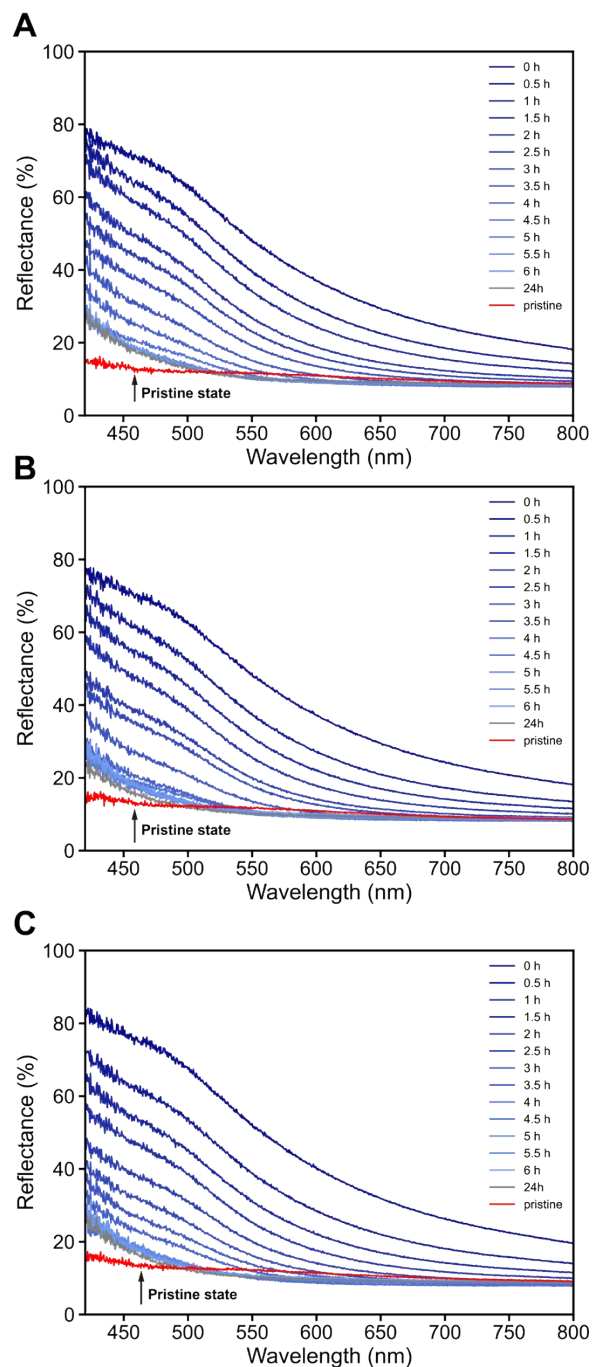 A
100
80
60
40
20
0
Reflectance (%)
0 h
0.5 h
1 h
1.5 h
2 h
2.5 h
3 h
3.5 h
4 h
4.5 h
5 h
5.5 h
6 h
24h
pristine
Pristine state
450 500 550 600 650 700 750 800
Wavelength (nm)
B
100
80
60
40
20
0
Reflectance (%)
0 h
0.5 h
1 h
1.5 h
2 h
2.5 h
3 h
3.5 h
4 h
4.5 h
5 h
5.5 h
6 h
24h
pristine
Pristine state
450 500 550 600 650 700 750 800
Wavelength (nm)
C
100
80
60
40
20
0
Reflectance (%)
0 h
0.5 h
1 h
1.5 h
2 h
2.5 h
3 h
3.5 h
4 h
4.5 h
5 h
5.5 h
6 h
24h
pristine
Pristine state
450 500 550 600 650 700 750 800
Wavelength (nm)